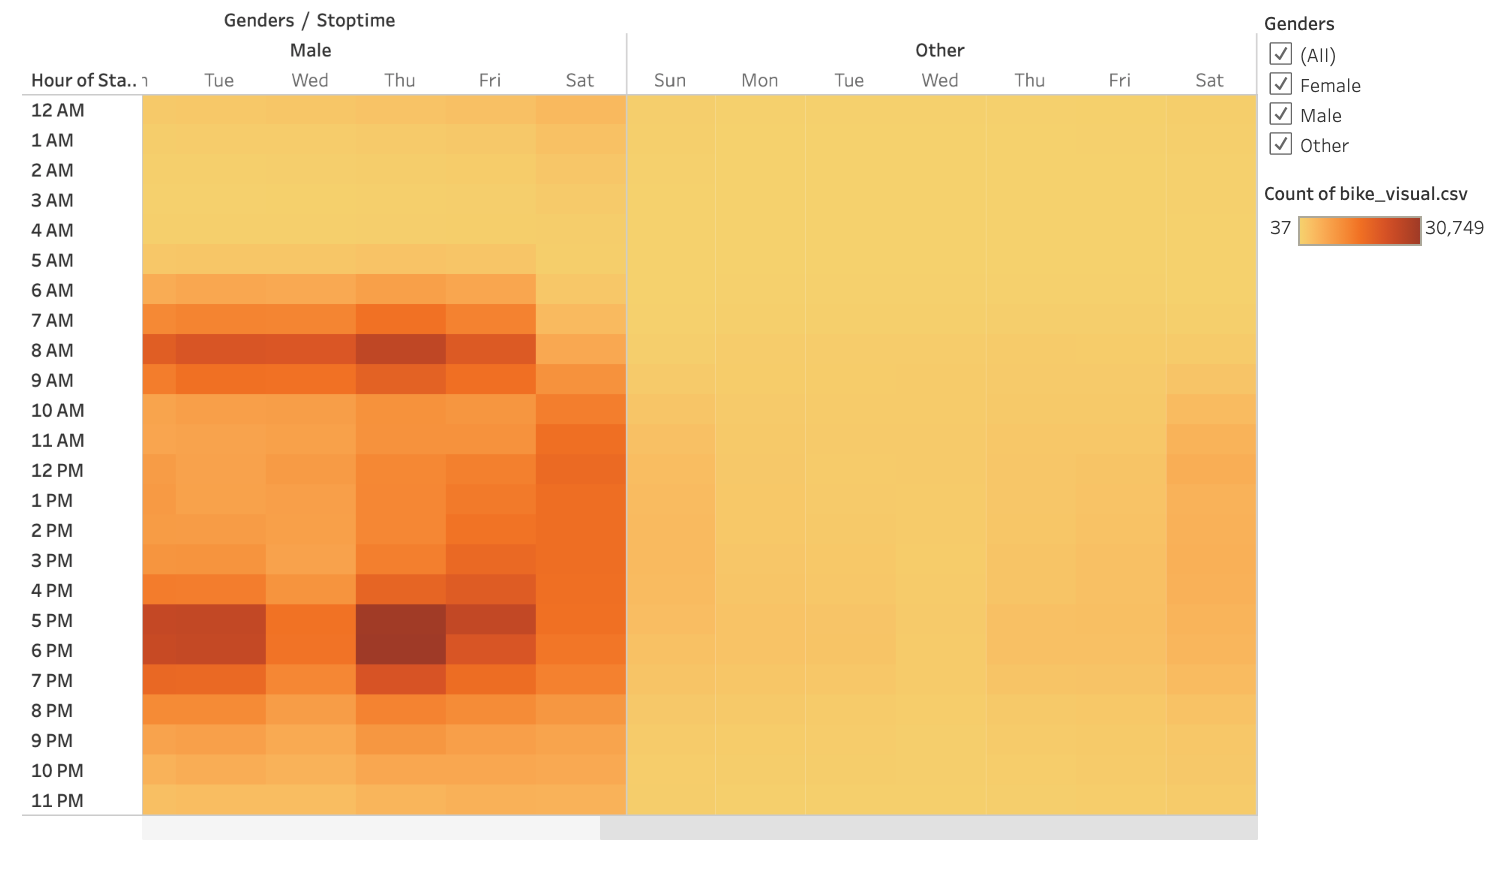 Genders / Stoptime
Male Other
Hour of Sta.. Tue Wed Thu Fri Sat Sun Mon Tue Wed Thu Fri Sat
12 AM
1 AM
2 AM
3 AM
4 AM
5 AM
6 AM
7 AM
8 AM
9 AM
10 AM
11 AM
12 PM
1 PM
2 PM
3 PM
4 PM
5 PM
6 PM
7 PM
8 PM
9 PM
10 PM
11 PM
Genders
(All)
Female
Male
Other
Count of bike_visual.csv
37 30,749